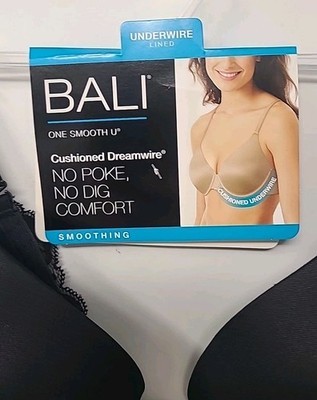 UNDERWIRE
LINED
BALI®
ONE SMOOTH U®
Cushioned Dreamwire®
NO POKE,
NO DIG
COMFORT
CUSHIONED UNDERWIRE
SMOOTHING